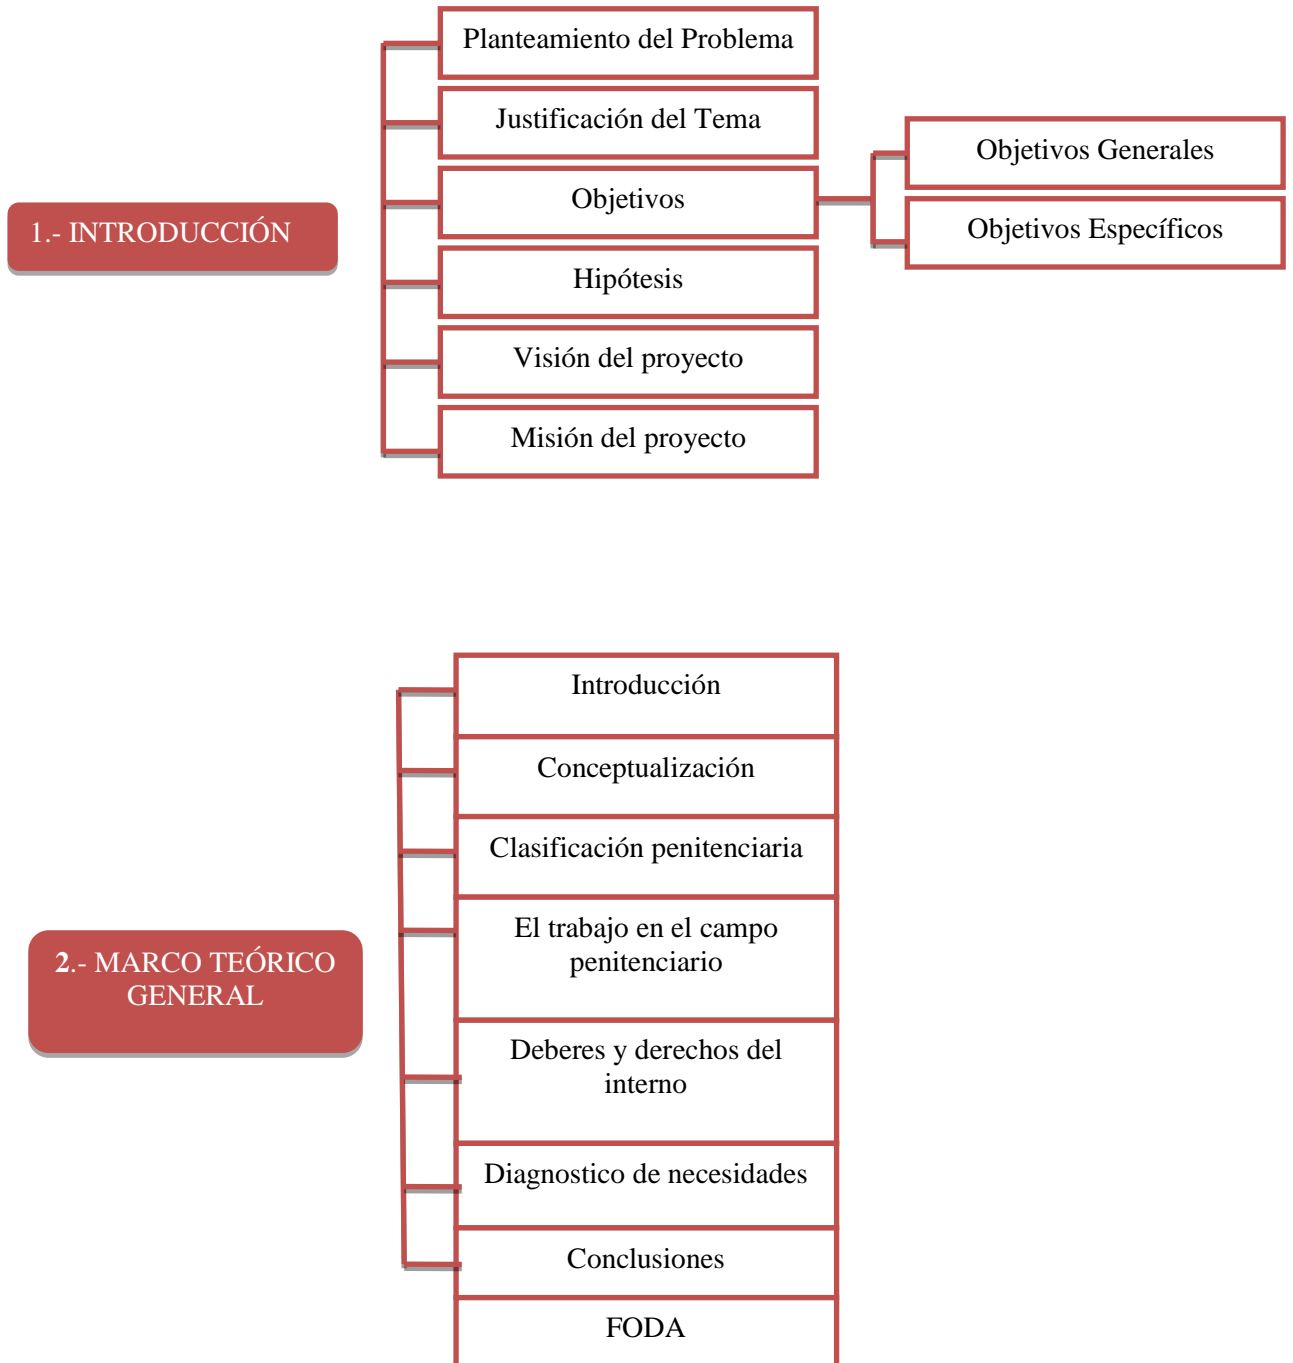 1.- INTRODUCCIÓN
Planteamiento del Problema
Justificación del Tema
Objetivos
Objetivos Generales
Objetivos Específicos
Hipótesis
Visión del proyecto
Misión del proyecto
2.- MARCO TEÓRICO
GENERAL
Introducción
Conceptualización
Clasificación penitenciaria
El trabajo en el campo
penitenciario
Deberes y derechos del
interno
Diagnostico de necesidades
Conclusiones
FODA